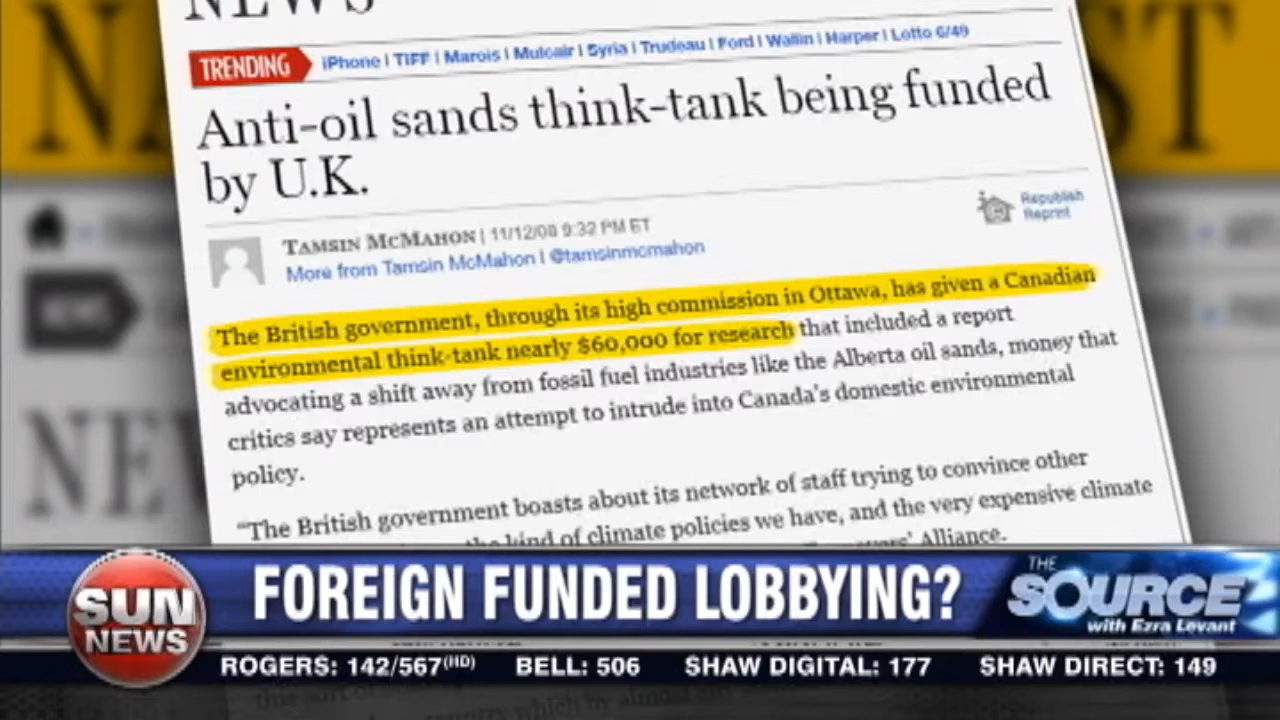 NEWS
TRENDING iPhone | TIFF | Marois | Mulcair | Syria | Trudeau | Ford | Wallin | Harper | Lotto 6/49
Anti-oil sands think-tank being funded
by U.K.
TAMSIN MCMAHON | 11/12/08 9:32 PM ET
More from Tamsin McMahon | @tamsinmcmahon
Republish
Reprint
The British government, through its high commission in Ottawa, has given a Canadian
environmental think-tank nearly $60,000 for research that included a report
advocating a shift away from fossil fuel industries like the Alberta oil sands, money that
critics say represents an attempt to intrude into Canada's domestic environmental
policy.
"The British government boasts about its network of staff trying to convince other
the kind of climate policies we have, and the very expensive climate
Alliance.
SUN
NEWS
FOREIGN FUNDED LOBBYING?
THE
SOURCE
with Ezra Levant
ROGERS: 142/567(HD) BELL: 506 SHAW DIGITAL: 177 SHAW DIRECT: 149